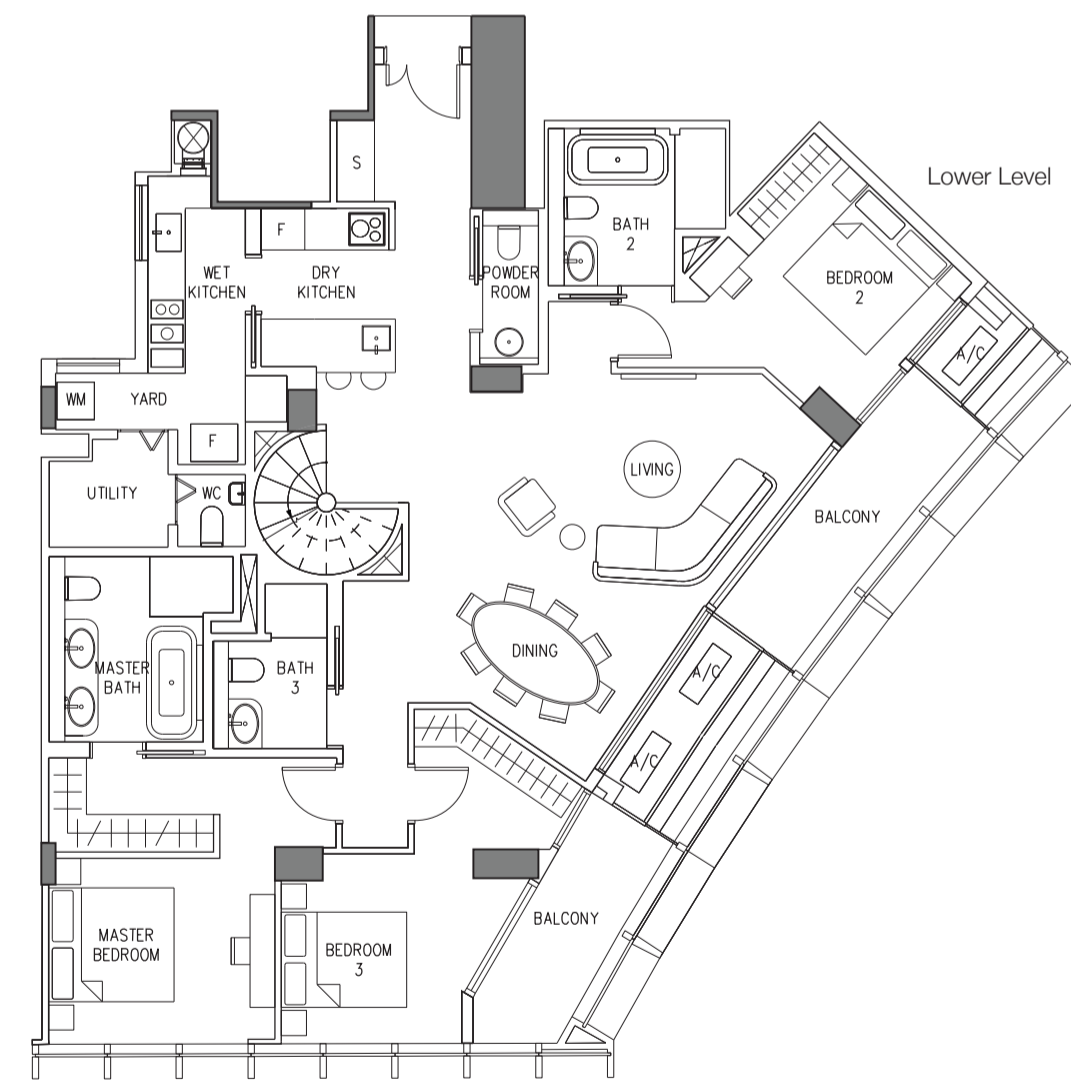 S
Lower Level
F
BATH
2
WET
KITCHEN
DRY
KITCHEN
POWDER
ROOM
BEDROOM
2
A/C
WM
YARD
F
LIVING
UTILITY
WC
BALCONY
DINING
MASTER
BATH
BATH
3
A/C
A/C
BALCONY
MASTER
BEDROOM
BEDROOM
3